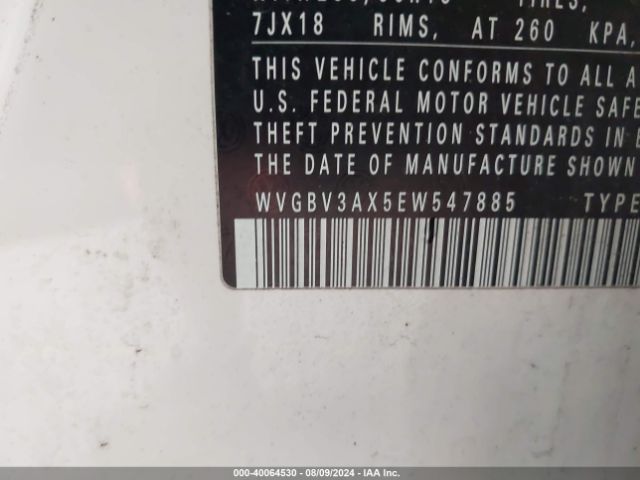 7JX18 RIMS, AT 260 KPA,
THIS VEHICLE CONFORMS TO ALL A
U.S. FEDERAL MOTOR VEHICLE SAFE
THEFT PREVENTION STANDARDS IN E
THE DATE OF MANUFACTURE SHOWN
WVGBV3AX5EW547885 TYPE
000-40064530 - 08/09/2024 - IAA Inc.